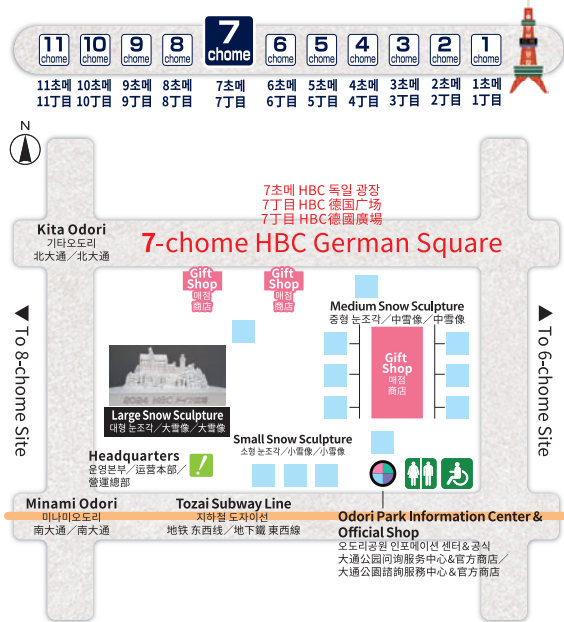 11 chome
10 chome
9 chome
8 chome
7 chome
6 chome
5 chome
4 chome
3 chome
2 chome
1 chome
11초메 10초메 9초메 8초메 7초메 6초메 5초메 4초메 3초메 2초메 1초메
11丁目 10丁目 9丁目 8丁目 7丁目 6丁目 5丁目 4丁目 3丁目 2丁目 1丁目
N
7초메 HBC 독일 광장
7丁目 HBC 德国广场
7丁目 HBC德國廣場
7-chome HBC German Square
Kita Odori
기타오도리
北大通／北大通
Gift
Shop
매점
商店
Gift
Shop
매점
商店
Medium Snow Sculpture
중형 눈조각／中雪像／中雪像
Gift
Shop
매점
商店
◀ To 8-chome Site
▲ To 6-chome Site
2024 HBC
Large Snow Sculpture
대형 눈조각／大雪像／大雪像
Small Snow Sculpture
소형 눈조각／小雪像／小雪像
Headquarters
운영본부／运营本部／
營運總部
Minami Odori
미나미오도리
南大通／南大通
Tozai Subway Line
지하철 도자이선
地铁 东西线／地下鐵 東西線
Odori Park Information Center &
Official Shop
오도리공원 인포메이션 센터&공식
大通公园问询服务中心&官方商店／
大通公園諮詢服務中心&官方商店